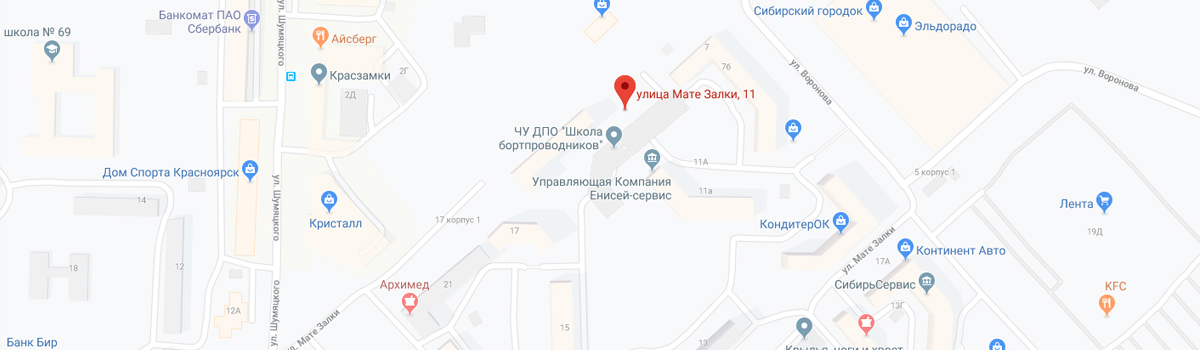 Банкомат ПАО
Сбербанк
ул. Шумяцкого
Сибирский городок
Эльдорадо
школа № 69
Айсберг
Красзамки
2Г
2Д
7
7б
ул. Воронова
ул. Воронова
улица Мате Залки, 11
ЧУ ДПО "Школа
бортпроводников"
11А
Дом Спорта Красноярск
Управляющая Компания
Енисей-сервис
11а
5 корпус 1
14
ул. Шумяцкого
Кристалл
17 корпус 1
17
КондитерОК
Лента
19Д
ул. Мате Залки
Континент Авто
17А
18
12
Архимед
21
СибирьСервис
KFC
12А
ул. Шумяцкого
ул. Мате Залки
15
13Г
Банк Бир
Крылья, ноги и хвост